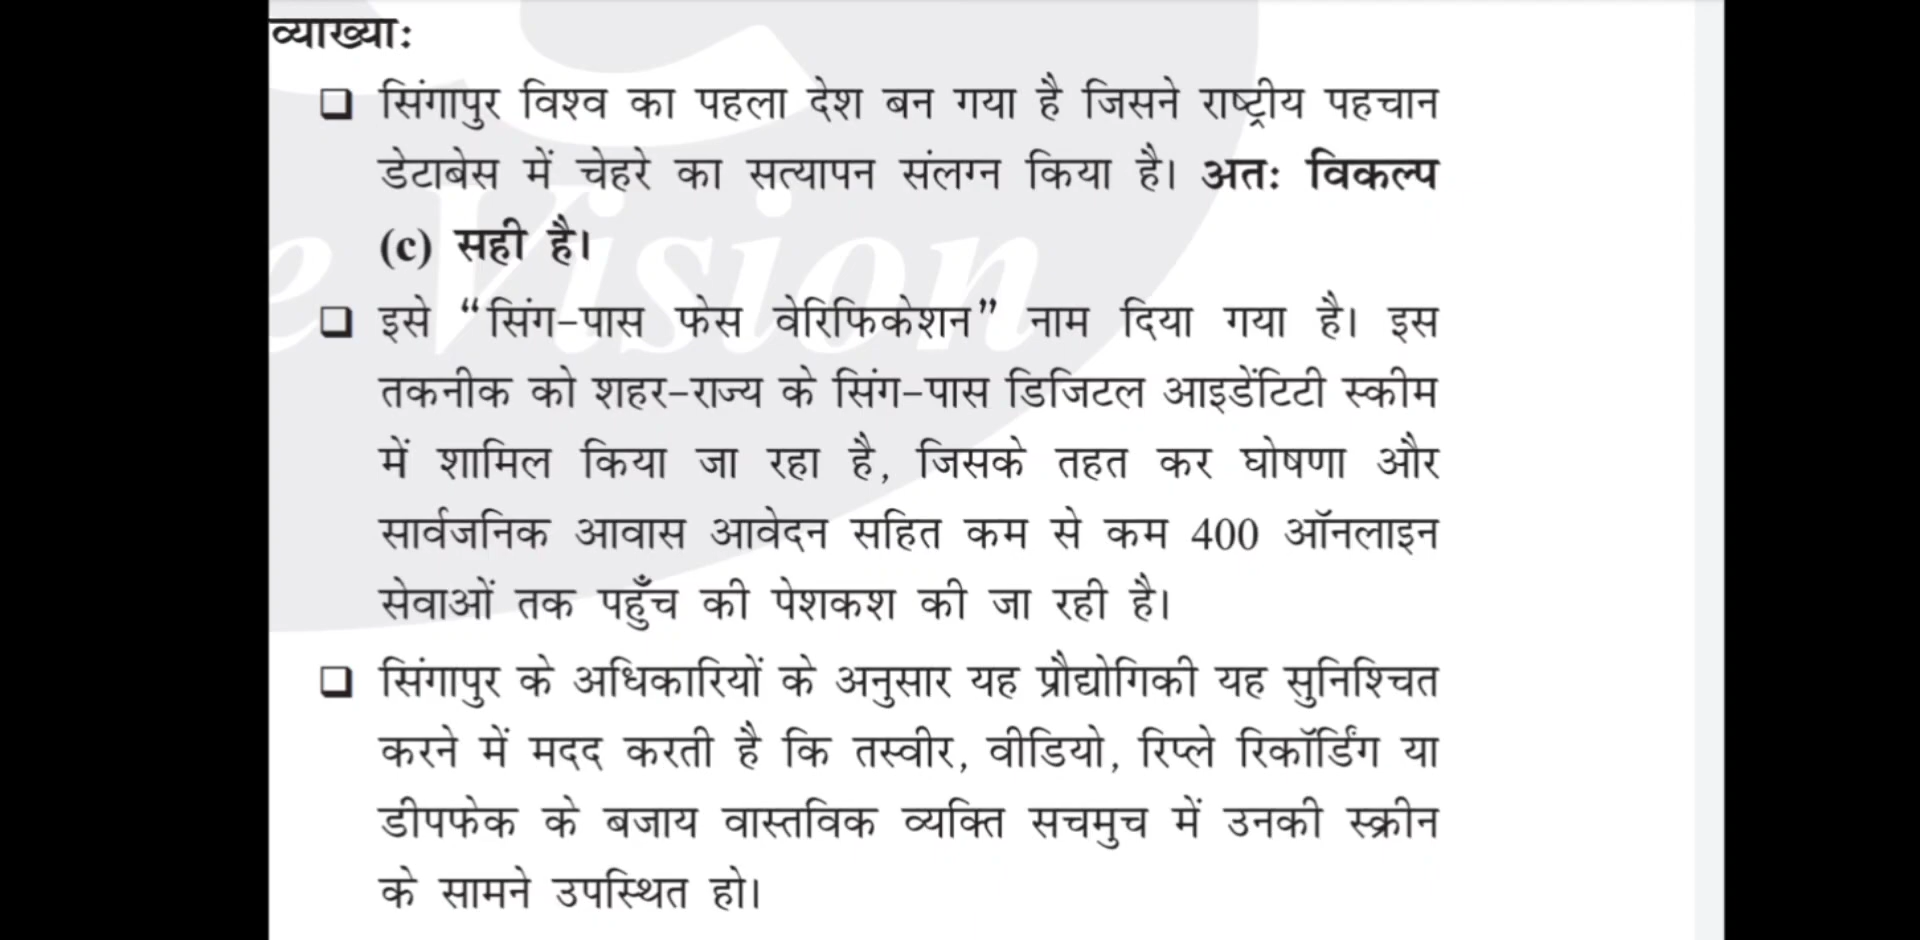 व्याख्याः
❑ सिंगापुर विश्व का पहला देश बन गया है जिसने राष्ट्रीय पहचान
डेटाबेस में चेहरे का सत्यापन संलग्न किया है। अतः विकल्प
(c) सही है।
❑ इसे “सिंग-पास फेस वेरिफिकेशन” नाम दिया गया है। इस
तकनीक को शहर-राज्य के सिंग-पास डिजिटल आइडेंटिटी स्कीम
में शामिल किया जा रहा है, जिसके तहत कर घोषणा और
सार्वजनिक आवास आवेदन सहित कम से कम 400 ऑनलाइन
सेवाओं तक पहुँच की पेशकश की जा रही है।
❑ सिंगापुर के अधिकारियों के अनुसार यह प्रौद्योगिकी यह सुनिश्चित
करने में मदद करती है कि तस्वीर, वीडियो, रिप्ले रिकॉर्डिंग या
डीपफेक के बजाय वास्तविक व्यक्ति सचमुच में उनकी स्क्रीन
के सामने उपस्थित हो।
e Vision